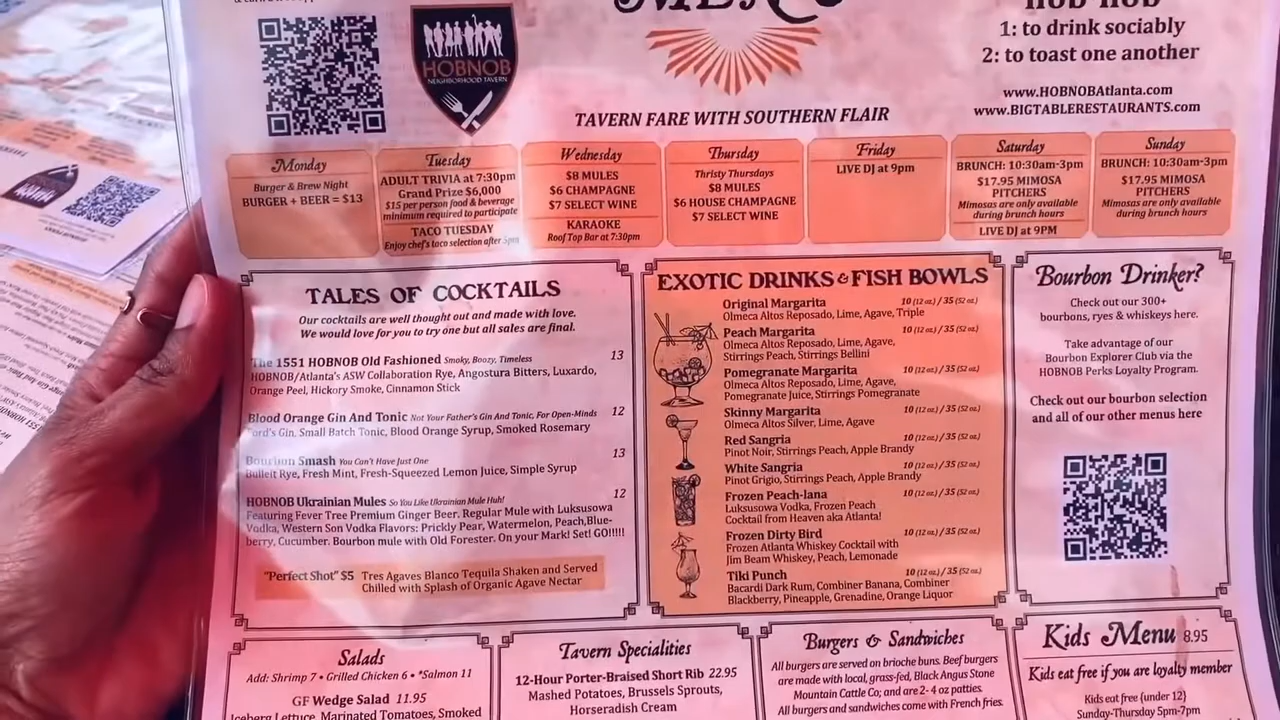 HOBNOB
NEIGHBORHOOD TAVERN
1: to drink sociably
2: to toast one another
www.HOBNOBAtlanta.com
www.BIGTABLERESTAURANTS.com
TAVERN FARE WITH SOUTHERN FLAIR
Monday
Burger & Brew Night
BURGER + BEER = $13
Tuesday
ADULT TRIVIA at 7:30pm
Grand Prize $6,000
$15 per person food & beverage
minimum required to participate
TACO TUESDAY
Enjoy chef's taco selection after 5pm
Wednesday
$8 MULES
$6 CHAMPAGNE
$7 SELECT WINE
KARAOKE
Roof Top Bar at 7:30pm
Thursday
Thristy Thursdays
$8 MULES
$6 HOUSE CHAMPAGNE
$7 SELECT WINE
Friday
LIVE DJ at 9pm
Saturday
BRUNCH: 10:30am-3pm
$17.95 MIMOSA
PITCHERS
Mimosas are only available
during brunch hours
LIVE DJ at 9PM
Sunday
BRUNCH: 10:30am-3pm
$17.95 MIMOSA
PITCHERS
Mimosas are only available
during brunch hours
TALES OF COCKTAILS
Our cocktails are well thought out and made with love.
We would love for you to try one but all sales are final.
The 1551 HOBNOB Old Fashioned Smoky, Boozy, Timeless 13
HOBNOB/Atlanta's ASW Collaboration Rye, Angostura Bitters, Luxardo,
Orange Peel, Hickory Smoke, Cinnamon Stick
Blood Orange Gin And Tonic Not Your Father's Gin And Tonic, For Open-Minds 12
Ford's Gin, Small Batch Tonic, Blood Orange Syrup, Smoked Rosemary
Bourbon Smash You Can't Have Just One 13
Bulleit Rye, Fresh Mint, Fresh-Squeezed Lemon Juice, Simple Syrup
HOBNOB Ukrainian Mules So You Like Ukrainian Mule Huh! 12
Featuring Fever Tree Premium Ginger Beer. Regular Mule with Luksusowa
Vodka, Western Son Vodka Flavors: Prickly Pear, Watermelon, Peach,Blue-
berry, Cucumber. Bourbon mule with Old Forester. On your Mark! Set! GO!!!!!
"Perfect Shot" $5 Tres Agaves Blanco Tequila Shaken and Served
Chilled with Splash of Organic Agave Nectar
EXOTIC DRINKS & FISH BOWLS
Original Margarita 10 (12 oz.) / 35 (52 oz.)
Olmeca Altos Reposado, Lime, Agave, Triple
Peach Margarita 10 (12 oz.) / 35 (52 oz.)
Olmeca Altos Reposado, Lime, Agave,
Stirrings Peach, Stirrings Bellini
Pomegranate Margarita 10 (12 oz.) / 35 (52 oz.)
Olmeca Altos Reposado, Lime, Agave,
Pomegranate Juice, Stirrings Pomegranate
Skinny Margarita 10 (12 oz.) / 35 (52 oz.)
Olmeca Altos Silver, Lime, Agave
Red Sangria 10 (12 oz.) / 35 (52 oz.)
Pinot Noir, Stirrings Peach, Apple Brandy
White Sangria 10 (12 oz.) / 35 (52 oz.)
Pinot Grigio, Stirrings Peach, Apple Brandy
Frozen Peach-lana 10 (12 oz.) / 35 (52 oz.)
Luksusowa Vodka, Frozen Peach
Cocktail from Heaven aka Atlanta!
Frozen Dirty Bird 10 (12 oz.) / 35 (52 oz.)
Frozen Atlanta Whiskey Cocktail with
Jim Beam Whiskey, Peach, Lemonade
Tiki Punch 10 (12 oz.) / 35 (52 oz.)
Bacardi Dark Rum, Combiner Banana, Combiner
Blackberry, Pineapple, Grenadine, Orange Liquor
Bourbon Drinker?
Check out our 300+
bourbons, ryes & whiskeys here.
Take advantage of our
Bourbon Explorer Club via the
HOBNOB Perks Loyalty Program.
Check out our bourbon selection
and all of our other menus here
Salads
Add: Shrimp 7 • Grilled Chicken 6 • *Salmon 11
GF Wedge Salad 11.95
Iceberg Lettuce, Marinated Tomatoes, Smoked
Tavern Specialities
12-Hour Porter-Braised Short Rib 22.95
Mashed Potatoes, Brussels Sprouts,
Horseradish Cream
Burgers & Sandwiches
All burgers are served on brioche buns. Beef burgers
are made with local, grass-fed, Black Angus Stone
Mountain Cattle Co; and are 2- 4 oz patties.
All burgers and sandwiches come with French fries.
Kids Menu 8.95
Kids eat free if you are loyalty member
Kids eat free (under 12)
Sunday-Thursday 5pm-7pm